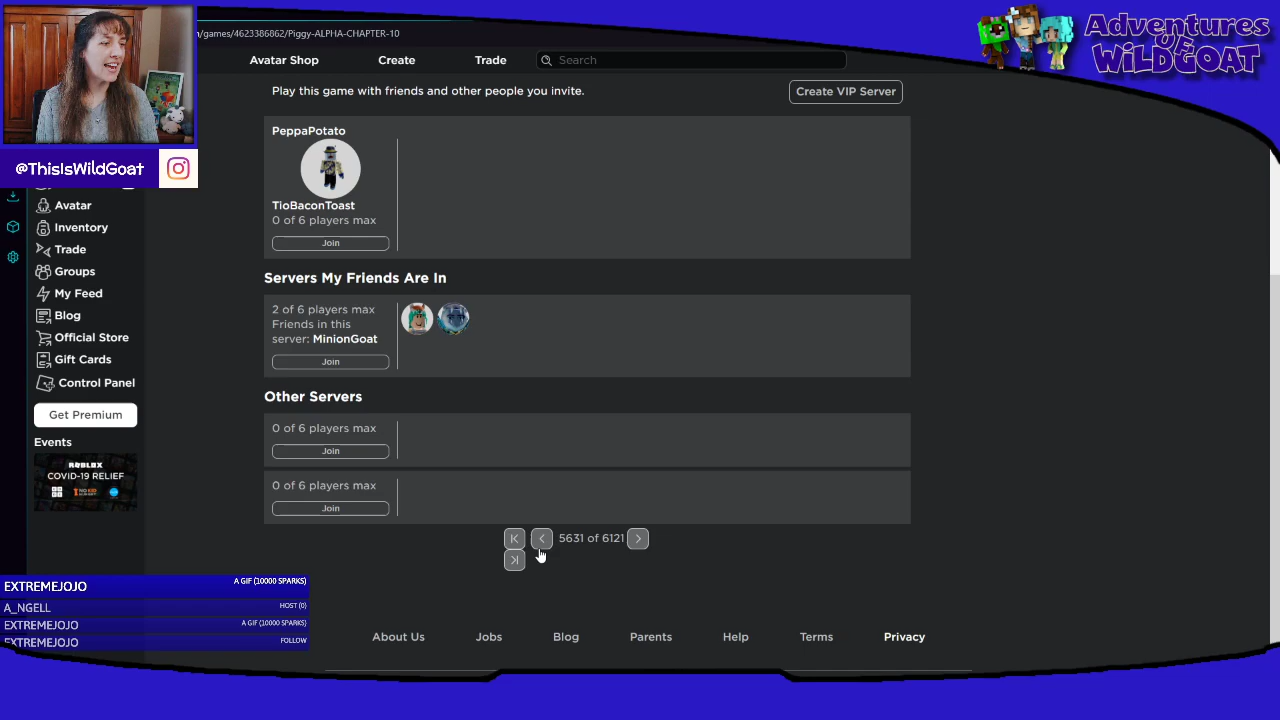 n/games/4623386862/Piggy-ALPHA-CHAPTER-10
Adventures
OF
WILDGOAT
Avatar Shop
Create
Trade
Search
Play this game with friends and other people you invite.
Create VIP Server
@ThisIsWildGoat
PeppaPotato
TioBaconToast
0 of 6 players max
Join
Avatar
Inventory
Trade
Groups
My Feed
Blog
Official Store
Gift Cards
Control Panel
Get Premium
Events
ROBLOX
COVID-19 RELIEF
Servers My Friends Are In
2 of 6 players max
Friends in this
server: MinionGoat
Join
Other Servers
0 of 6 players max
Join
0 of 6 players max
Join
5631 of 6121
EXTREMEJOJO A GIF (10000 SPARKS)
A_NGELL HOST (0)
EXTREMEJOJO A GIF (10000 SPARKS)
EXTREMEJOJO FOLLOW
About Us
Jobs
Blog
Parents
Help
Terms
Privacy